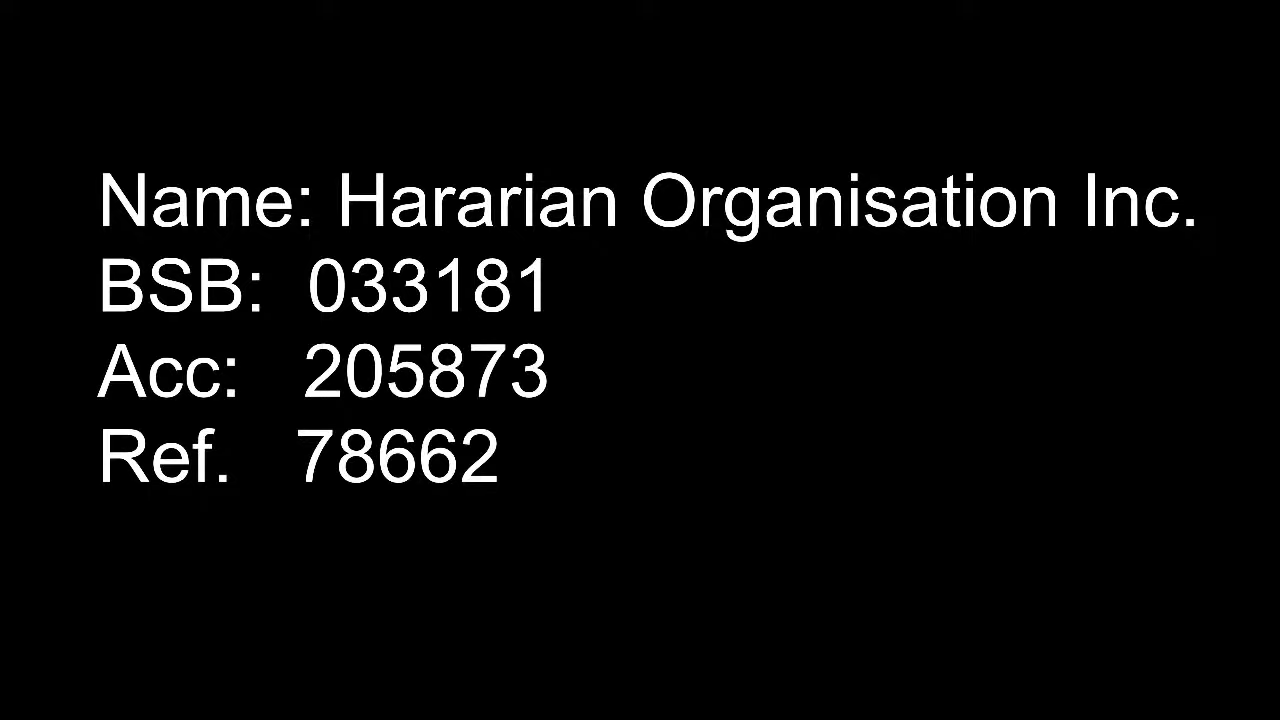 Name: Hararian Organisation Inc.
BSB: 033181
Acc: 205873
Ref. 78662